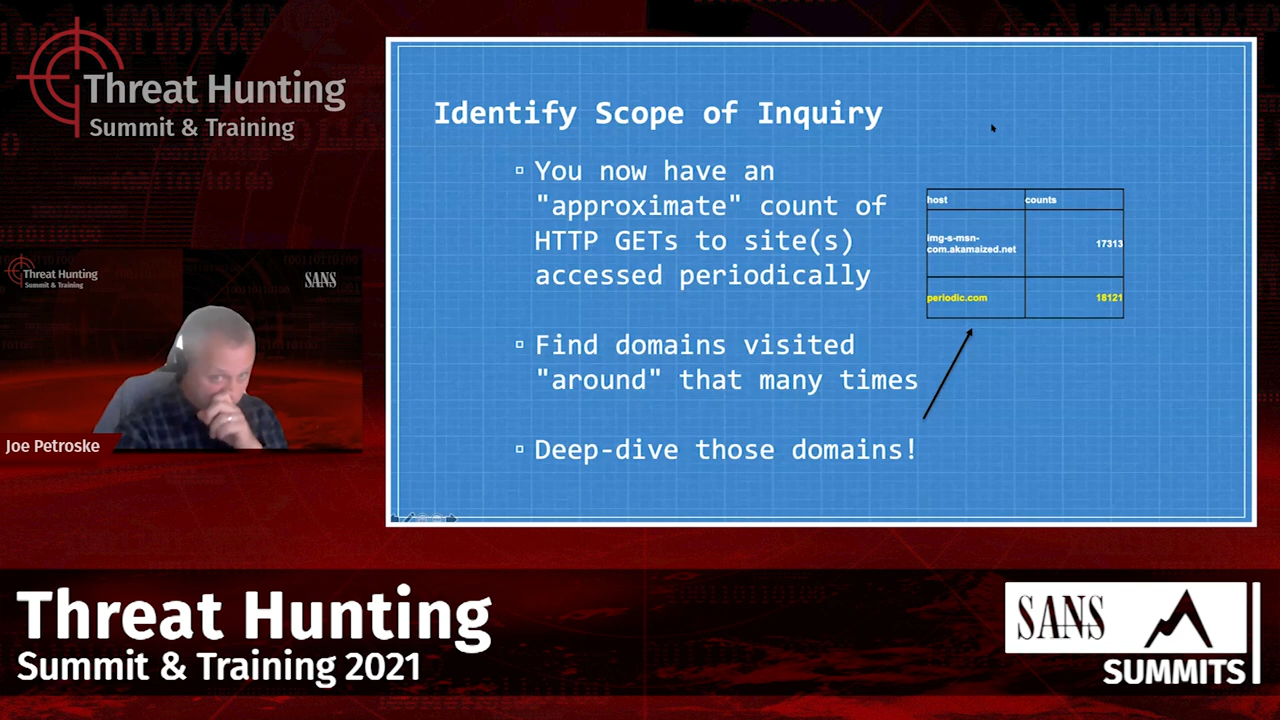 Threat Hunting
Summit & Training
Identify Scope of Inquiry
You now have an
"approximate" count of
HTTP GETs to site(s)
accessed periodically
Find domains visited
"around" that many times
Deep-dive those domains!
host counts
img-s-msn-
com.akamaized.net 17313
periodic.com 18121
Threat Hunting
Summit & Training
SANS
Joe Petroske
Threat Hunting
Summit & Training 2021
SANS
SUMMITS